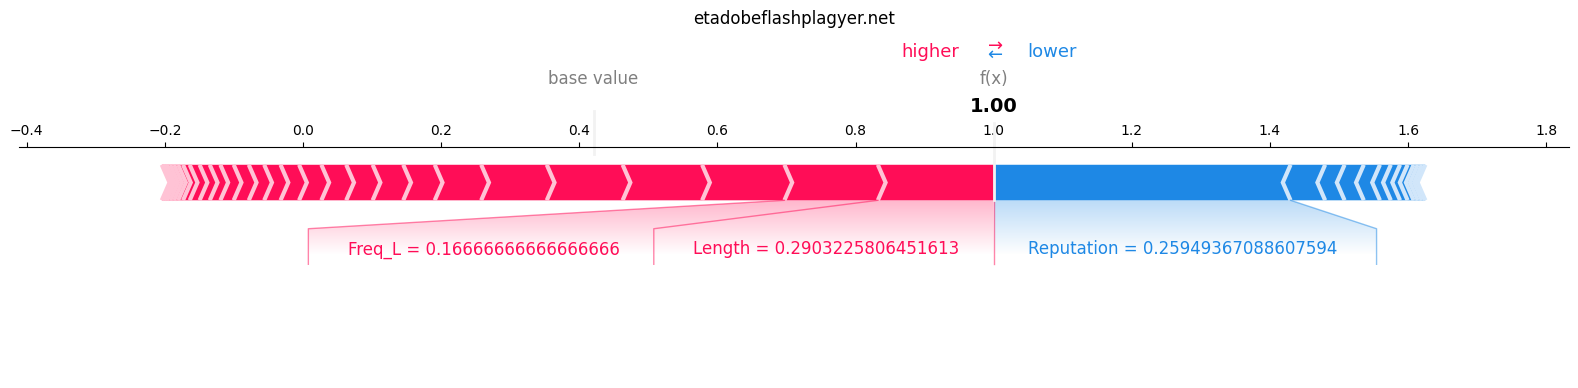 etadobeflashplagyer.net
higher ⇄ lower
base value f(x)
1.00
−0.4 −0.2 0.0 0.2 0.4 0.6 0.8 1.0 1.2 1.4 1.6 1.8
Freq_L = 0.16666666666666666 Length = 0.2903225806451613 Reputation = 0.25949367088607594